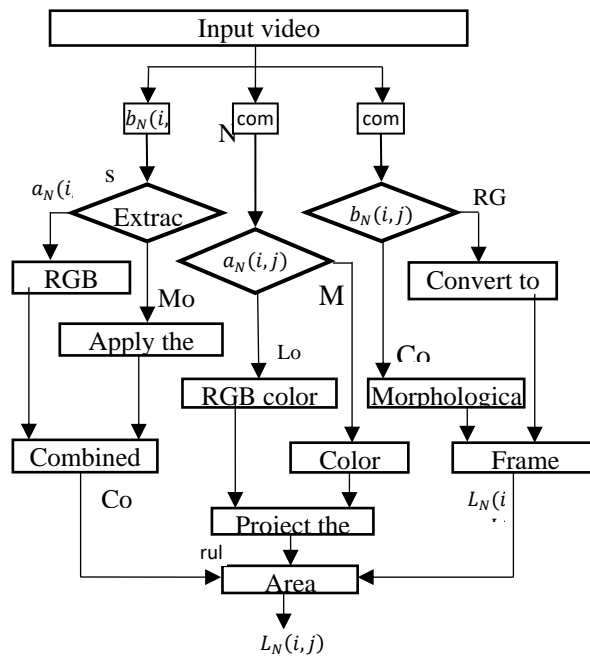 Input video
b_N(i,
com
com
N
s
a_N(i,
Extrac
b_N(i,j)
RG
a_N(i,j)
RGB
Convert to
Mo
M
Apply the
Lo
Co
RGB color
Morphologica
Combined
Color
Frame
Co
L_N(i
Project the
rul
Area
L_N(i,j)